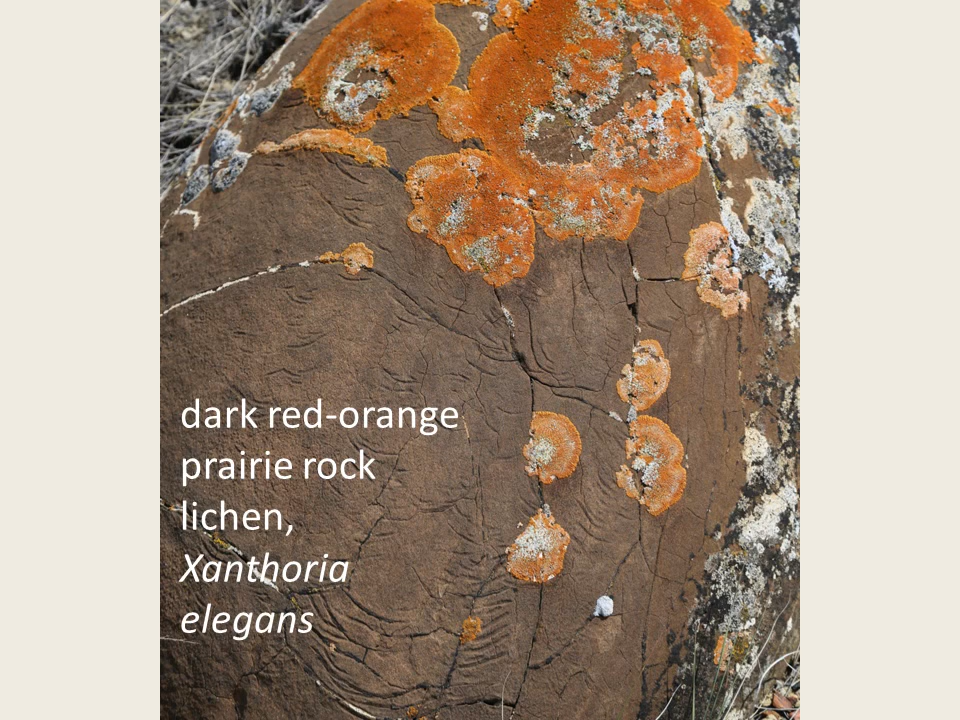 dark red-orange
prairie rock
lichen,
Xanthoria
elegans